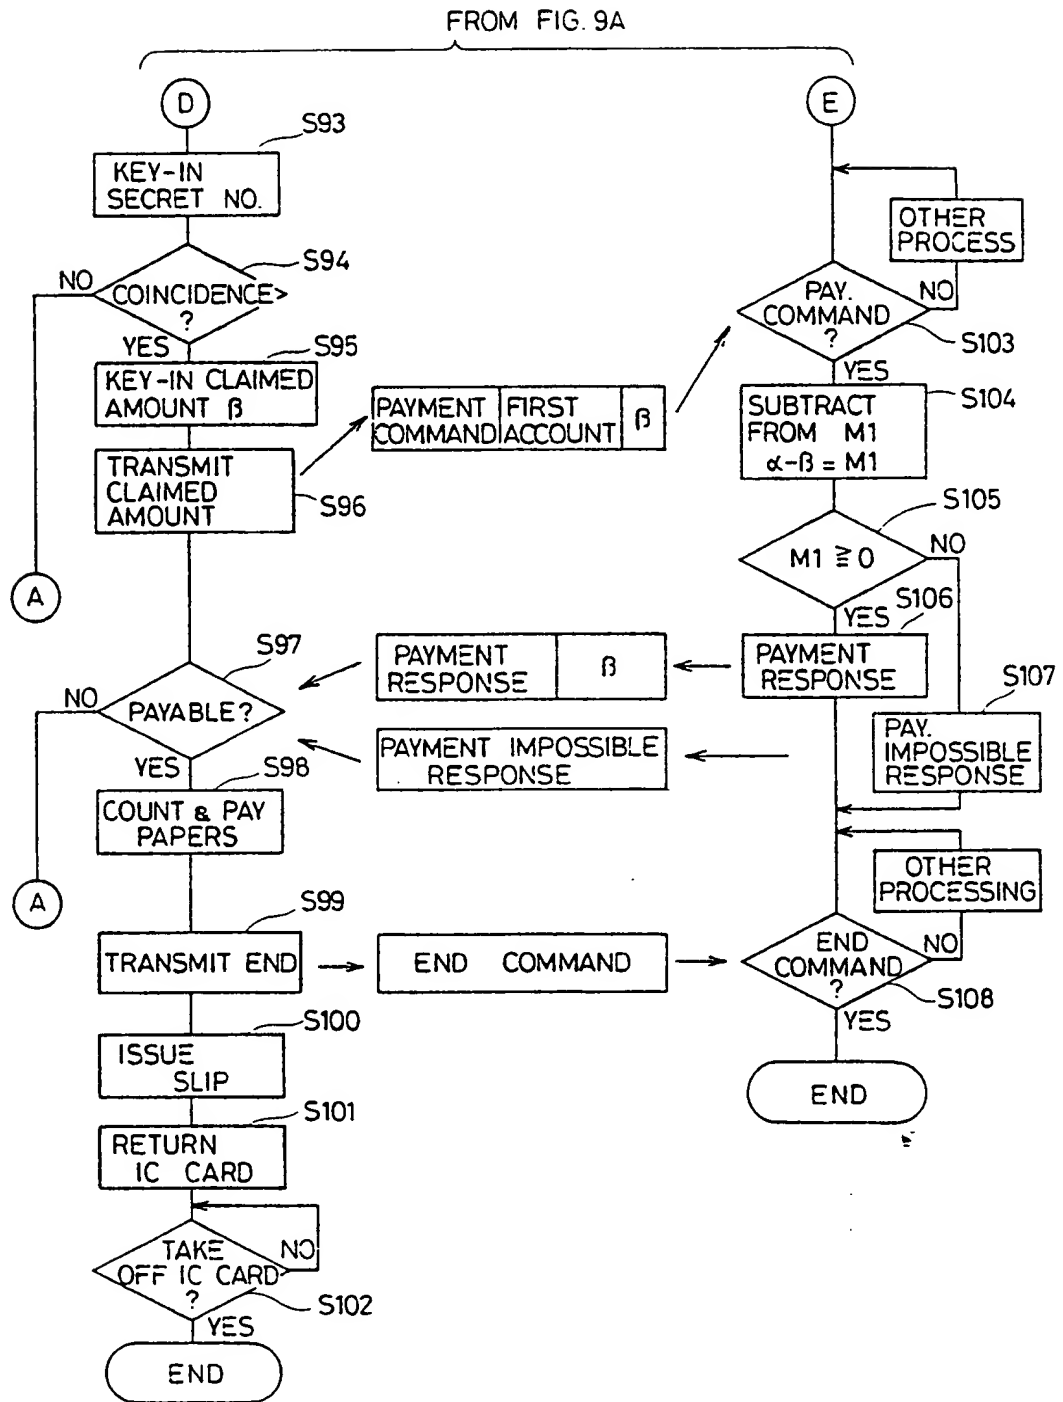 FROM FIG. 9A
D
S93
KEY-IN
SECRET NO.
S94
NO
COINCIDENCE
?
YES
S95
KEY-IN CLAIMED
AMOUNT β
TRANSMIT
CLAIMED
AMOUNT
S96
A
PAYMENT
COMMAND
FIRST
ACCOUNT
β
E
OTHER
PROCESS
PAY.
COMMAND
?
NO
S103
YES
SUBTRACT
FROM M1
α-β = M1
S104
S105
M1 ≧ 0
NO
YES
S106
PAYMENT
RESPONSE
S107
PAY.
IMPOSSIBLE
RESPONSE
PAYMENT
RESPONSE
β
PAYMENT IMPOSSIBLE
RESPONSE
S97
NO
PAYABLE?
YES
S98
COUNT & PAY
PAPERS
A
S99
TRANSMIT END
END COMMAND
OTHER
PROCESSING
END
COMMAND
?
NO
S108
YES
END
S100
ISSUE
SLIP
S101
RETURN
IC CARD
TAKE
OFF IC CARD
?
NO
S102
YES
END